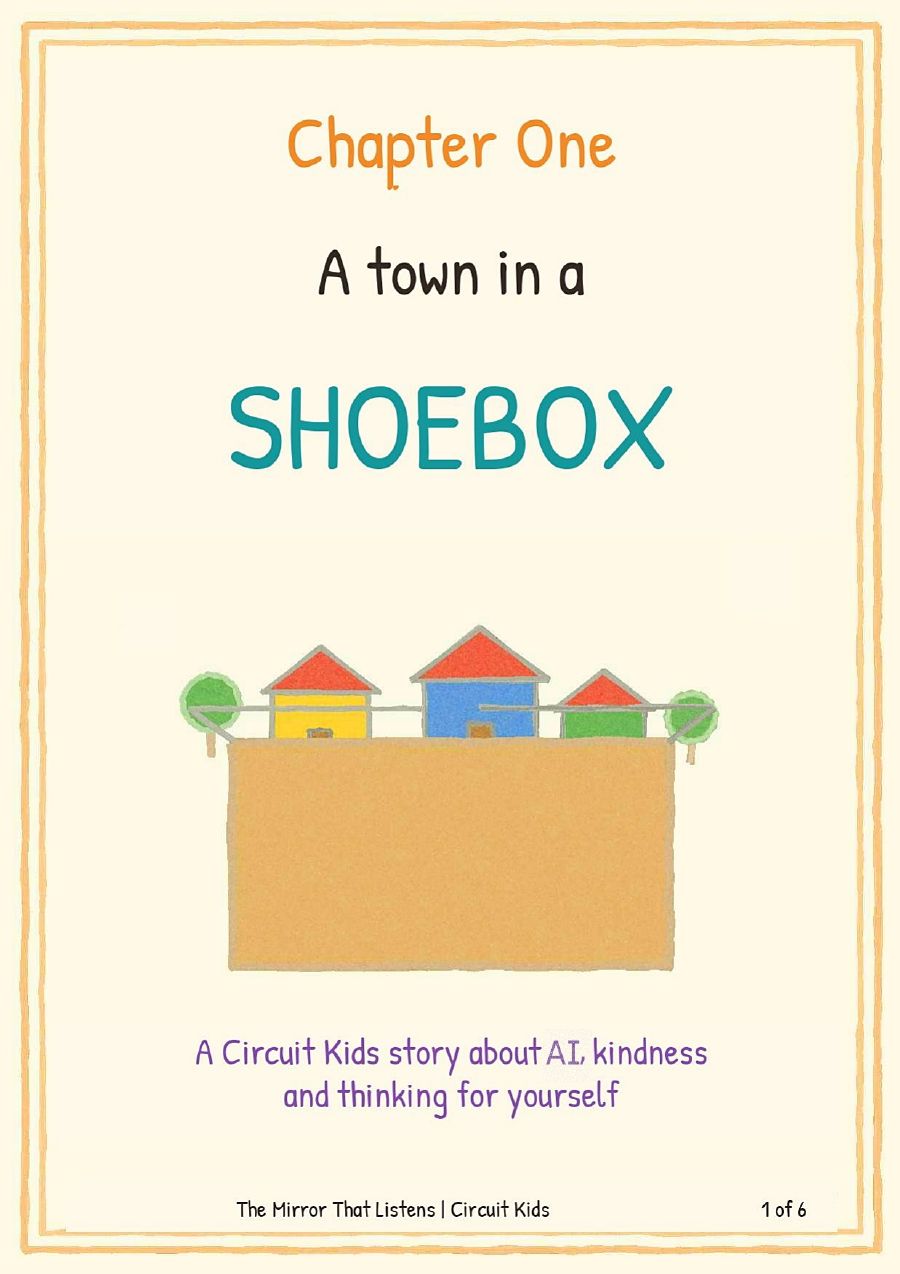 Chapter One
A town in a
SHOEBOX
A Circuit Kids story about AI, kindness
and thinking for yourself
The Mirror That Listens | Circuit Kids
1 of 6